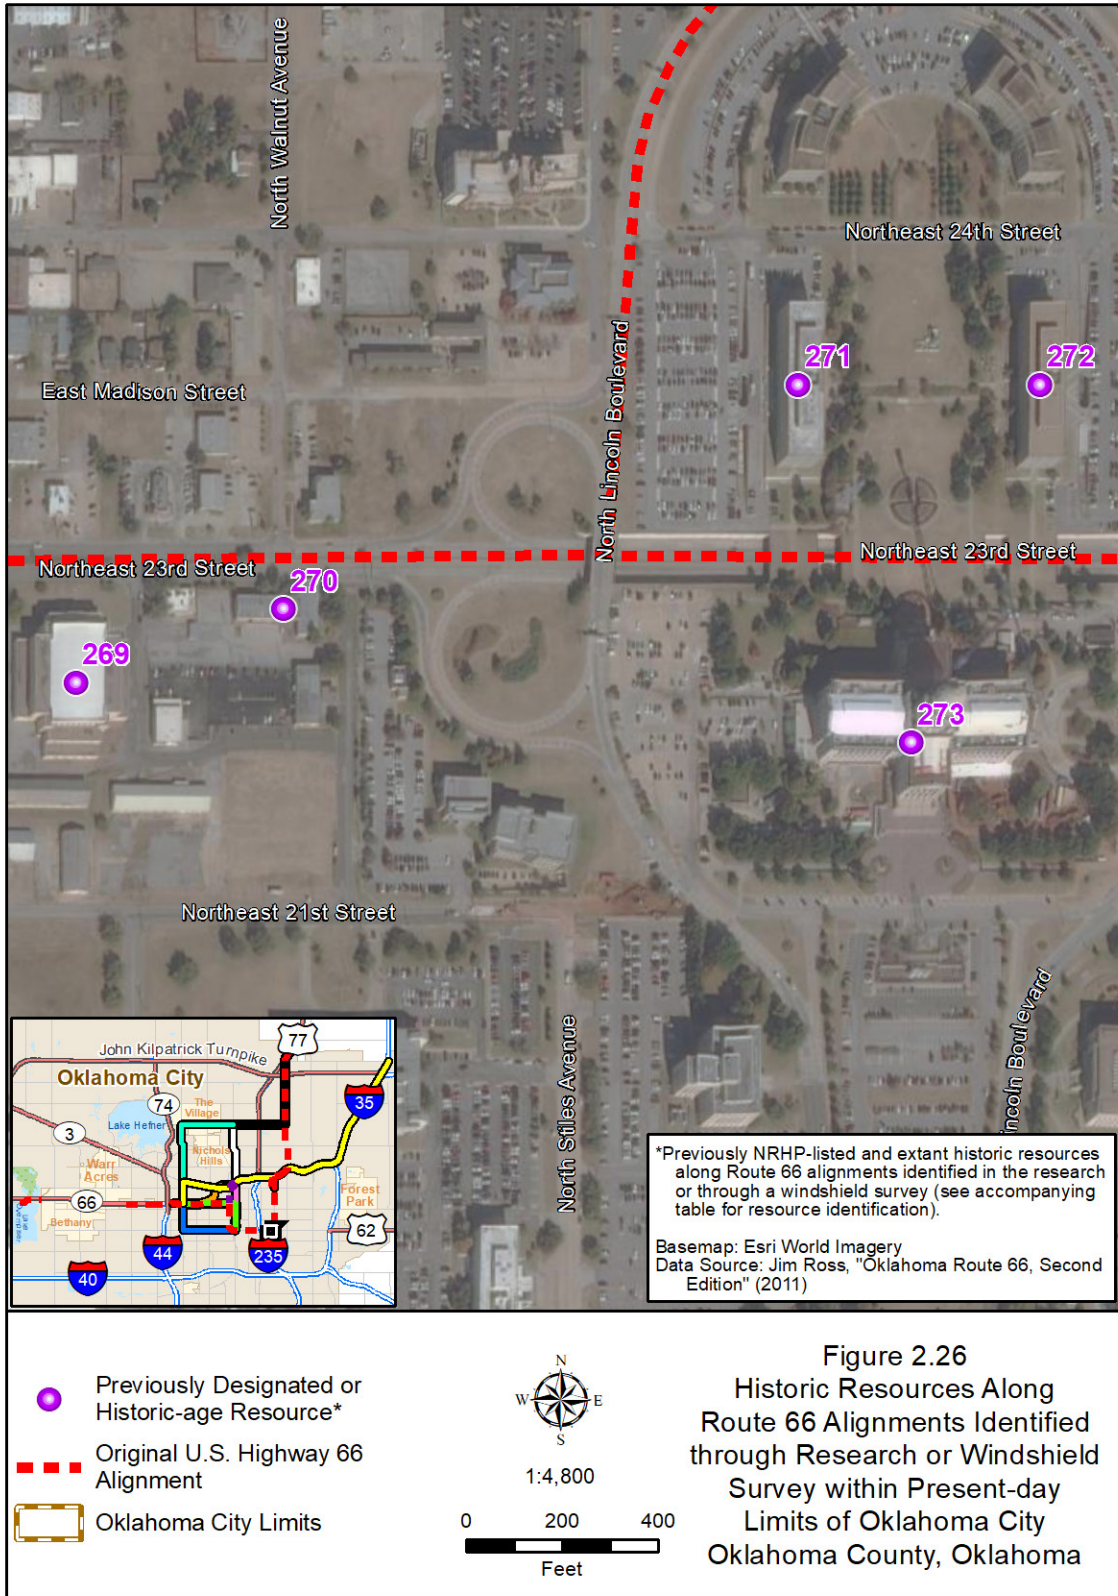 North Walnut Avenue
Northeast 24th Street
North Lincoln Boulevard
271
272
East Madison Street
Northeast 23rd Street
Northeast 23rd Street
270
269
273
Northeast 21st Street
North Stiles Avenue
incoln Boulevard
77
John Kilpatrick Turnpike
Oklahoma City
35
The
Village
74
Lake Hefner
3
Nichols
Hills
Warr
Acres
66
Forest
Park
Bethany
62
44
235
40
*Previously NRHP-listed and extant historic resources
along Route 66 alignments identified in the research
or through a windshield survey (see accompanying
table for resource identification).
Basemap: Esri World Imagery
Data Source: Jim Ross, "Oklahoma Route 66, Second
Edition" (2011)
Previously Designated or
Historic-age Resource*
Original U.S. Highway 66
Alignment
Oklahoma City Limits
N
W E
S
1:4,800
0 200 400
Feet
Figure 2.26
Historic Resources Along
Route 66 Alignments Identified
through Research or Windshield
Survey within Present-day
Limits of Oklahoma City
Oklahoma County, Oklahoma